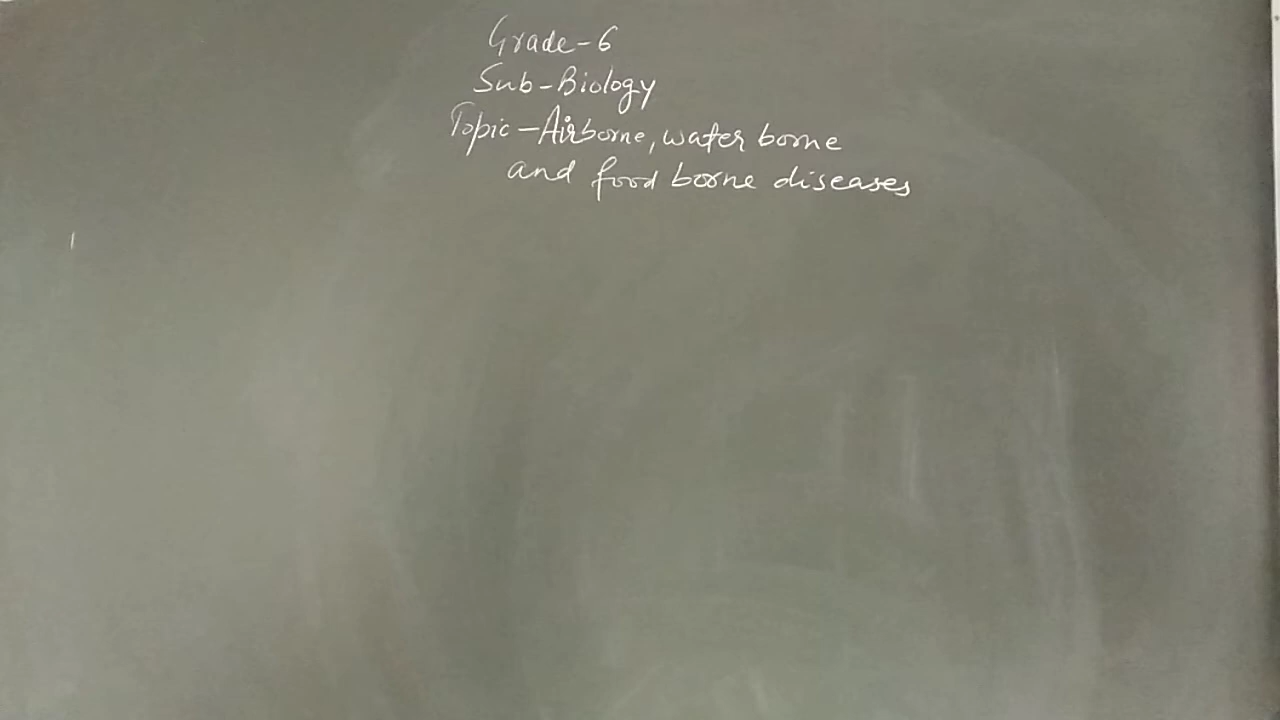 Grade-6
Sub-Biology
Topic-Airborne, water borne
and food borne diseases